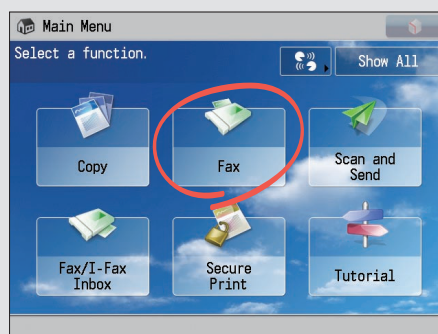 Main Menu
Select a function.
Show All
Copy
Fax
Scan and
Send
Fax/I-Fax
Inbox
Secure
Print
Tutorial